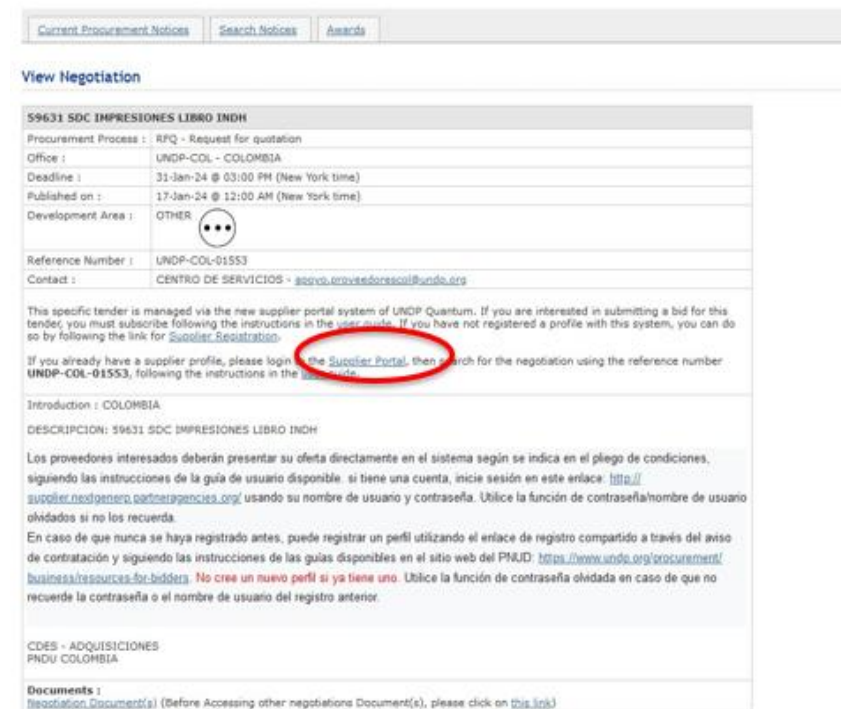 Current Procurement Notices Search Notices Awards
View Negotiation
59631 SDC IMPRESIONES LIBRO INDH
Procurement Process : RFQ - Request for quotation
Office : UNDP-COL - COLOMBIA
Deadline : 31-Jan-24 @ 03:00 PM (New York time)
Published on : 17-Jan-24 @ 12:00 AM (New York time)
Development Area : OTHER
Reference Number : UNDP-COL-01553
Contact : CENTRO DE SERVICIOS - apoyo.proveedorescol@undp.org
This specific tender is managed via the new supplier portal system of UNDP Quantum. If you are interested in submitting a bid for this
tender, you must subscribe following the instructions in the user guide. If you have not registered a profile with this system, you can do
so by following the link for Supplier Registration.
If you already have a supplier profile, please login to the Supplier Portal, then search for the negotiation using the reference number
UNDP-COL-01553, following the instructions in the user guide.
Introduction : COLOMBIA
DESCRIPCION: 59631 SDC IMPRESIONES LIBRO INDH
Los proveedores interesados deberán presentar su oferta directamente en el sistema según se indica en el pliego de condiciones,
siguiendo las instrucciones de la guía de usuario disponible. si tiene una cuenta, inicie sesión en este enlace: http://
supplier.nextgenerp.partneragencies.org/ usando su nombre de usuario y contraseña. Utilice la función de contraseña/nombre de usuario
olvidados si no los recuerda.
En caso de que nunca se haya registrado antes, puede registrar un perfil utilizando el enlace de registro compartido a través del aviso
de contratación y siguiendo las instrucciones de las guías disponibles en el sitio web del PNUD: https://www.undp.org/procurement/
business/resources-for-bidders. No cree un nuevo perfil si ya tiene uno. Utilice la función de contraseña olvidada en caso de que no
recuerde la contraseña o el nombre de usuario del registro anterior.
CDES - ADQUISICIONES
PNDU COLOMBIA
Documents :
Negotiation Document(s) (Before Accessing other negotiations Document(s), please click on this link)